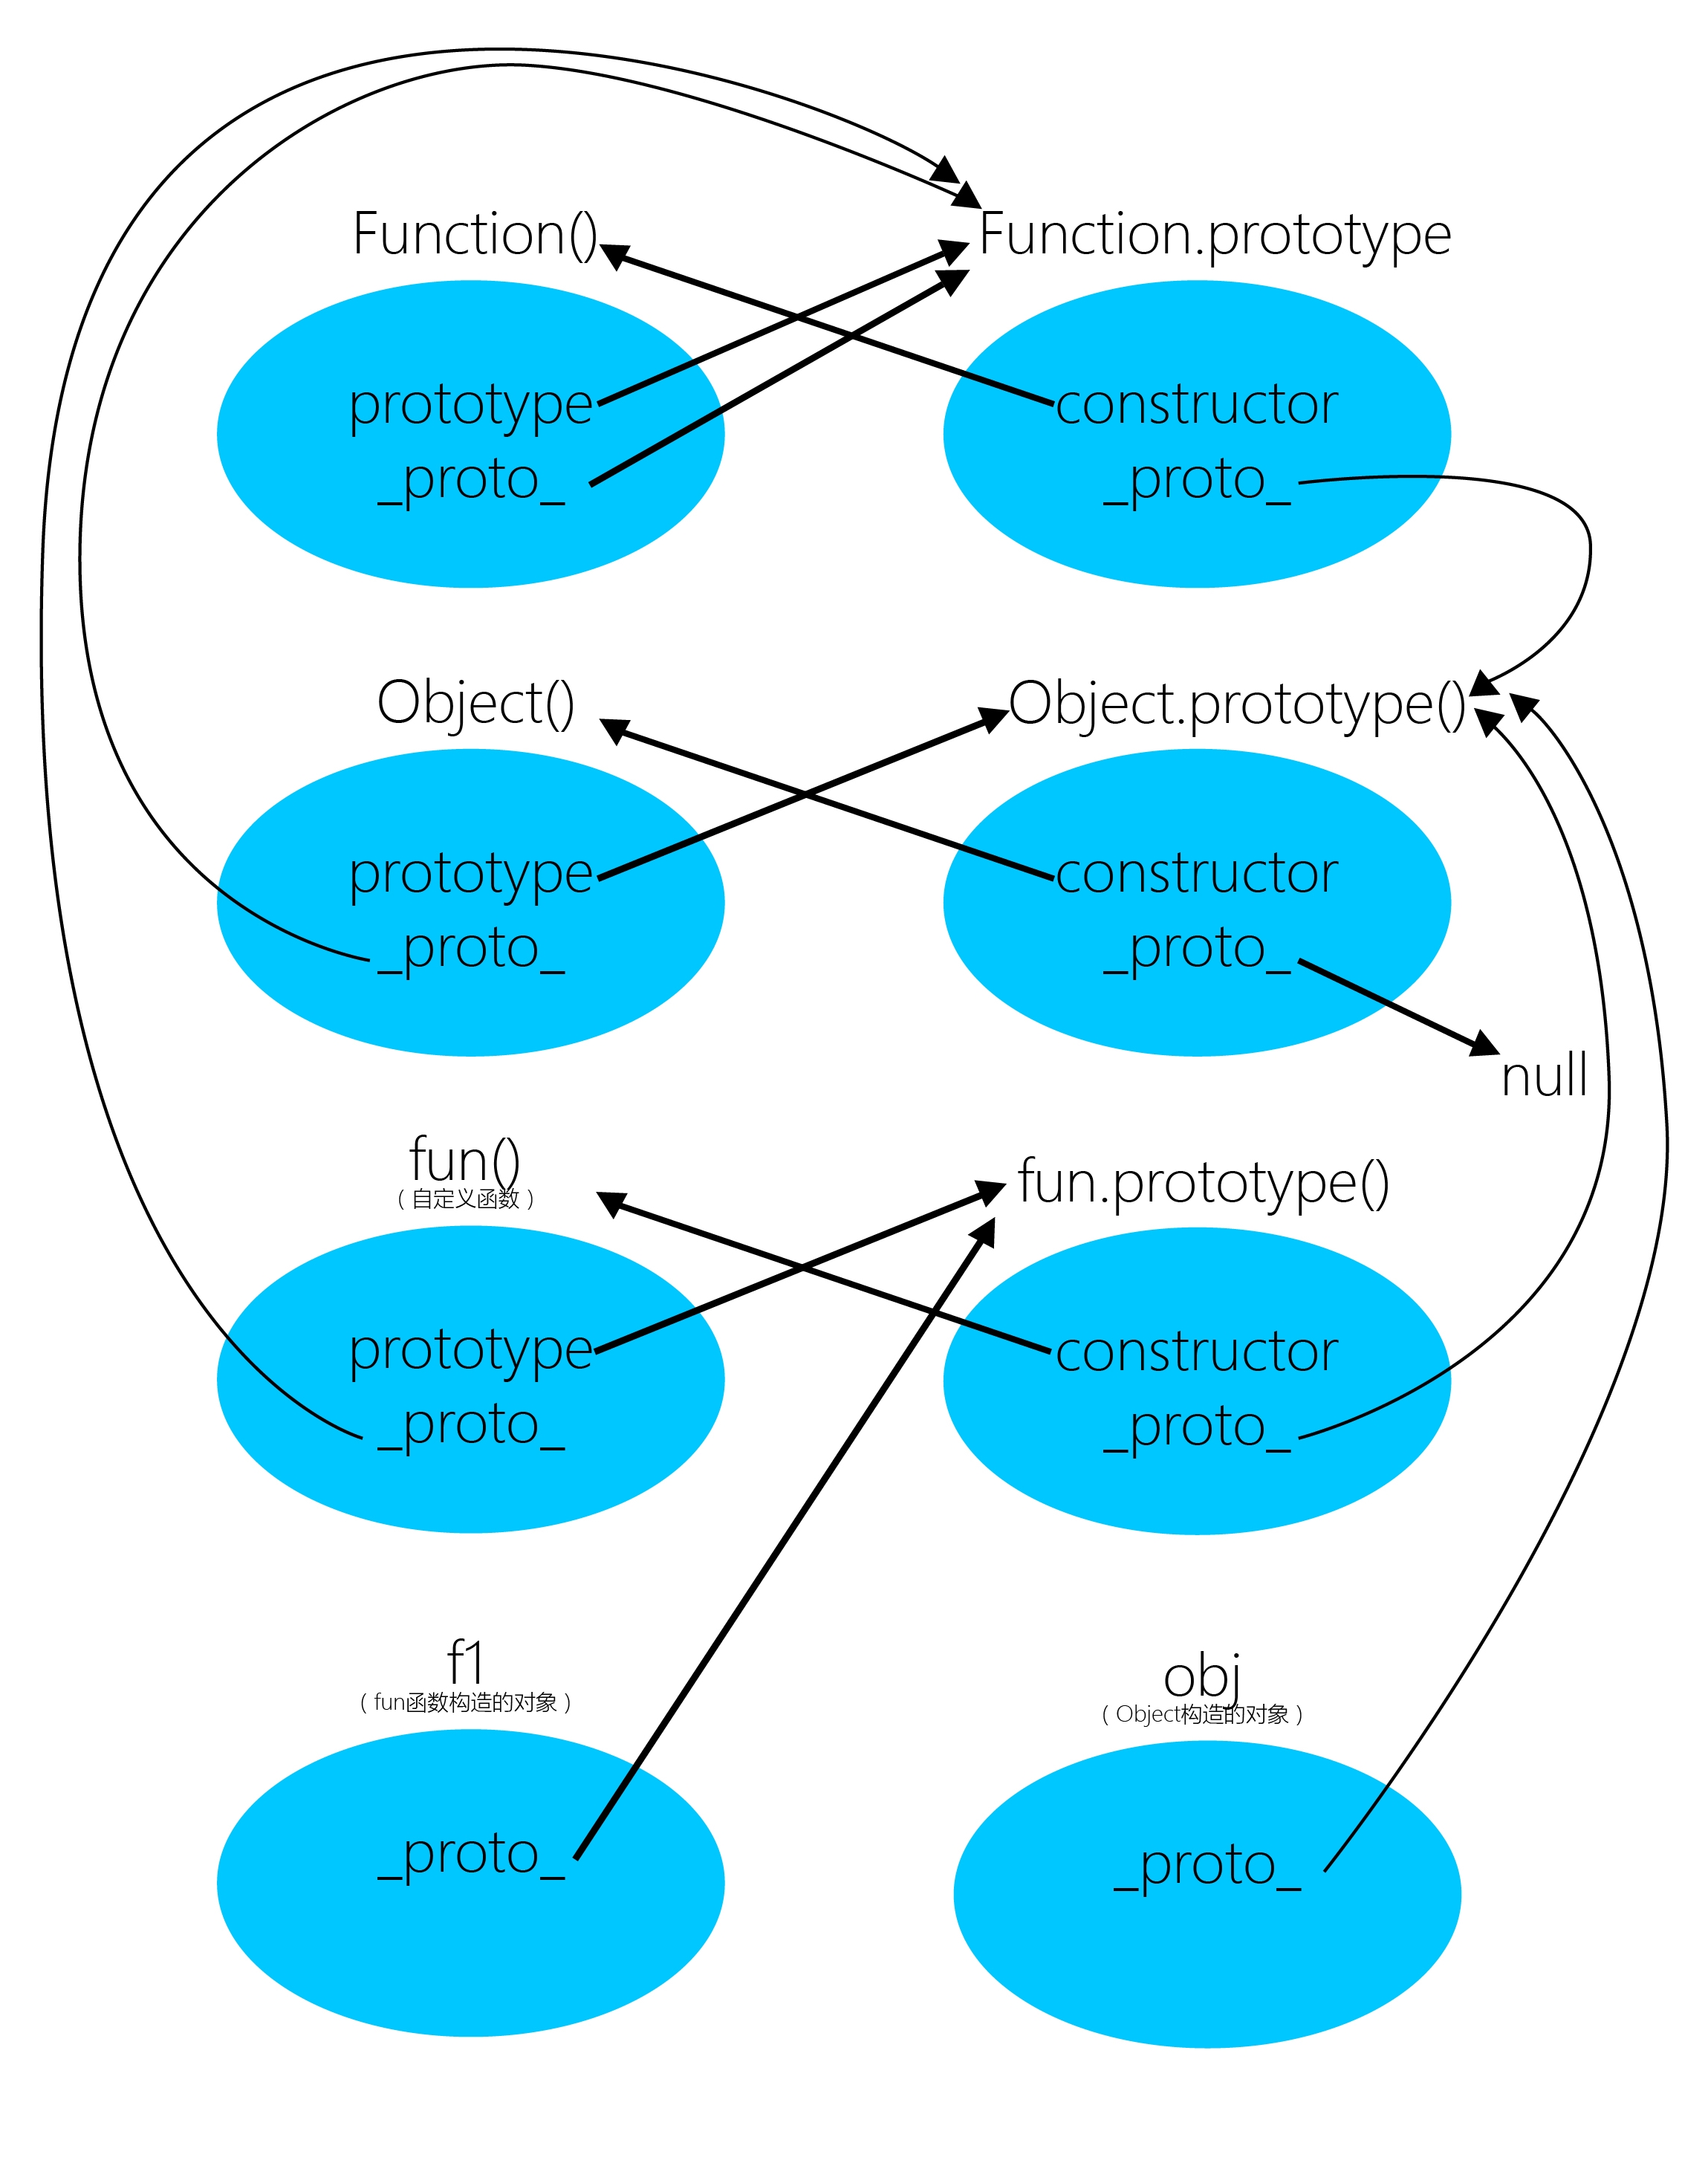 Function()
Function.prototype
prototype
_proto_
constructor
_proto_
Object()
Object.prototype()
prototype
_proto_
constructor
_proto_
null
fun()
（自定义函数）
fun.prototype()
prototype
_proto_
constructor
_proto_
f1
（fun函数构造的对象）
obj
（Object构造的对象）
_proto_
_proto_